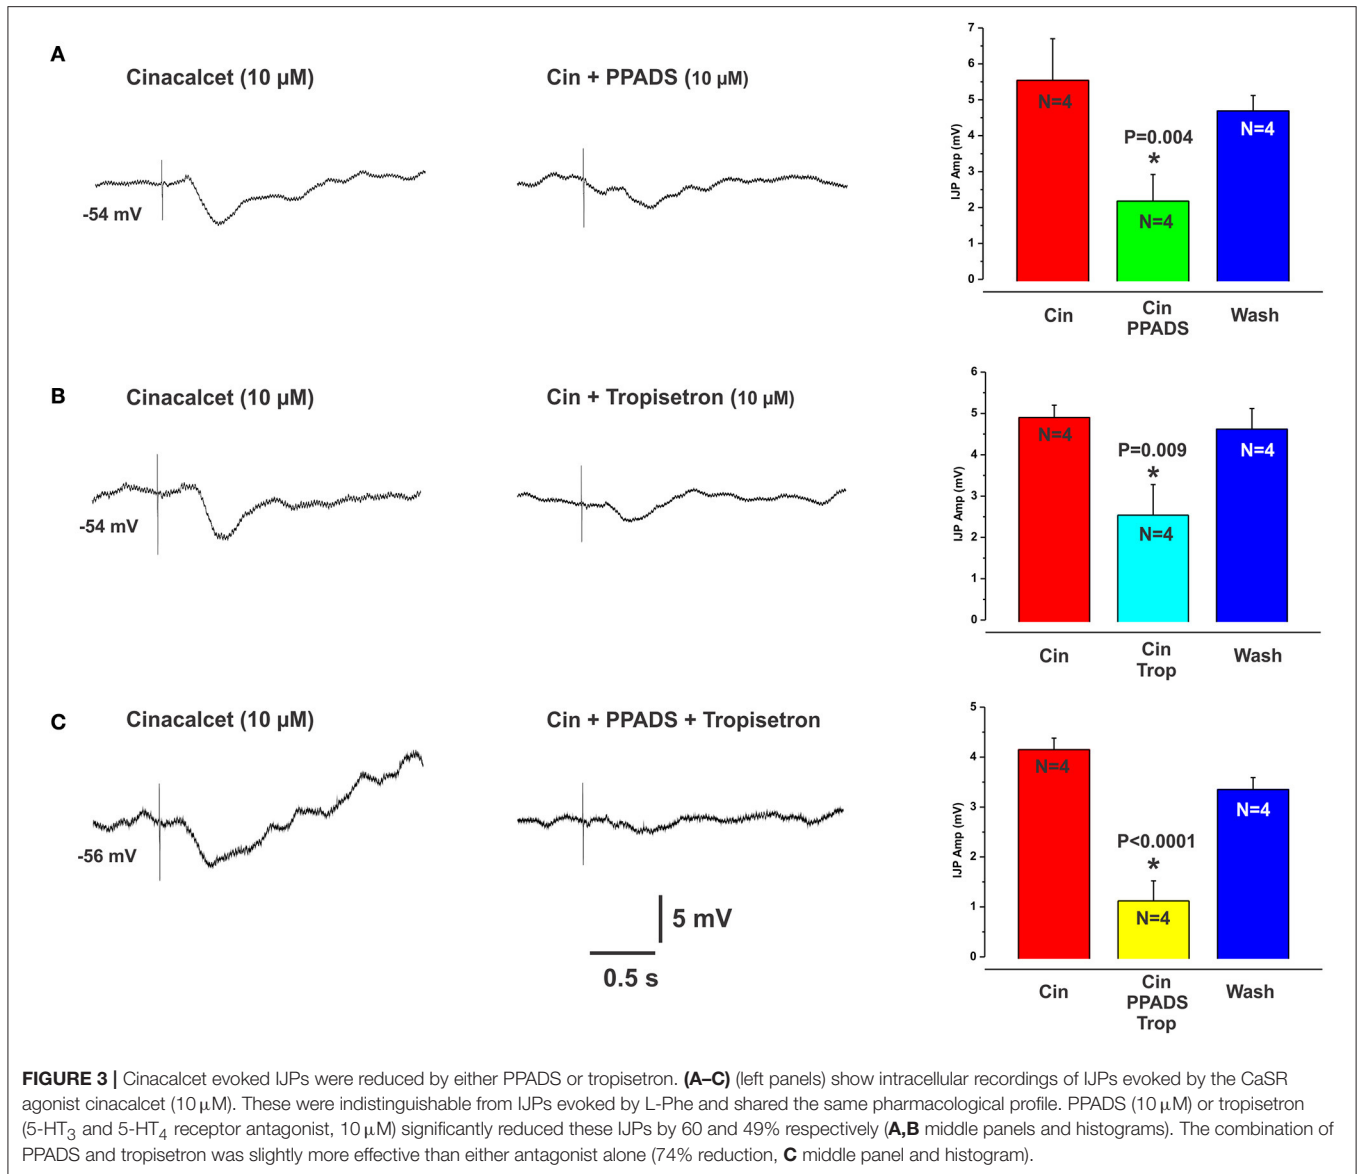 A
Cinacalcet (10 µM)
Cin + PPADS (10 µM)
-54 mV
7
6
5
4
3
2
1
0
IJP Amp (mV)
N=4
P=0.004
*
N=4
N=4
Cin
Cin
PPADS
Wash
B
Cinacalcet (10 µM)
Cin + Tropisetron (10 µM)
-54 mV
6
5
4
3
2
1
0
IJP Amp (mV)
N=4
P=0.009
*
N=4
N=4
Cin
Cin
Trop
Wash
C
Cinacalcet (10 µM)
Cin + PPADS + Tropisetron
-56 mV
5 mV
0.5 s
5
4
3
2
1
0
IJP Amp (mV)
N=4
P<0.0001
*
N=4
N=4
Cin
Cin
PPADS
Trop
Wash
FIGURE 3 | Cinacalcet evoked IJPs were reduced by either PPADS or tropisetron. (A–C) (left panels) show intracellular recordings of IJPs evoked by the CaSR
agonist cinacalcet (10 µM). These were indistinguishable from IJPs evoked by L-Phe and shared the same pharmacological profile. PPADS (10 µM) or tropisetron
(5-HT3 and 5-HT4 receptor antagonist, 10 µM) significantly reduced these IJPs by 60 and 49% respectively (A,B middle panels and histograms). The combination of
PPADS and tropisetron was slightly more effective than either antagonist alone (74% reduction, C middle panel and histogram).